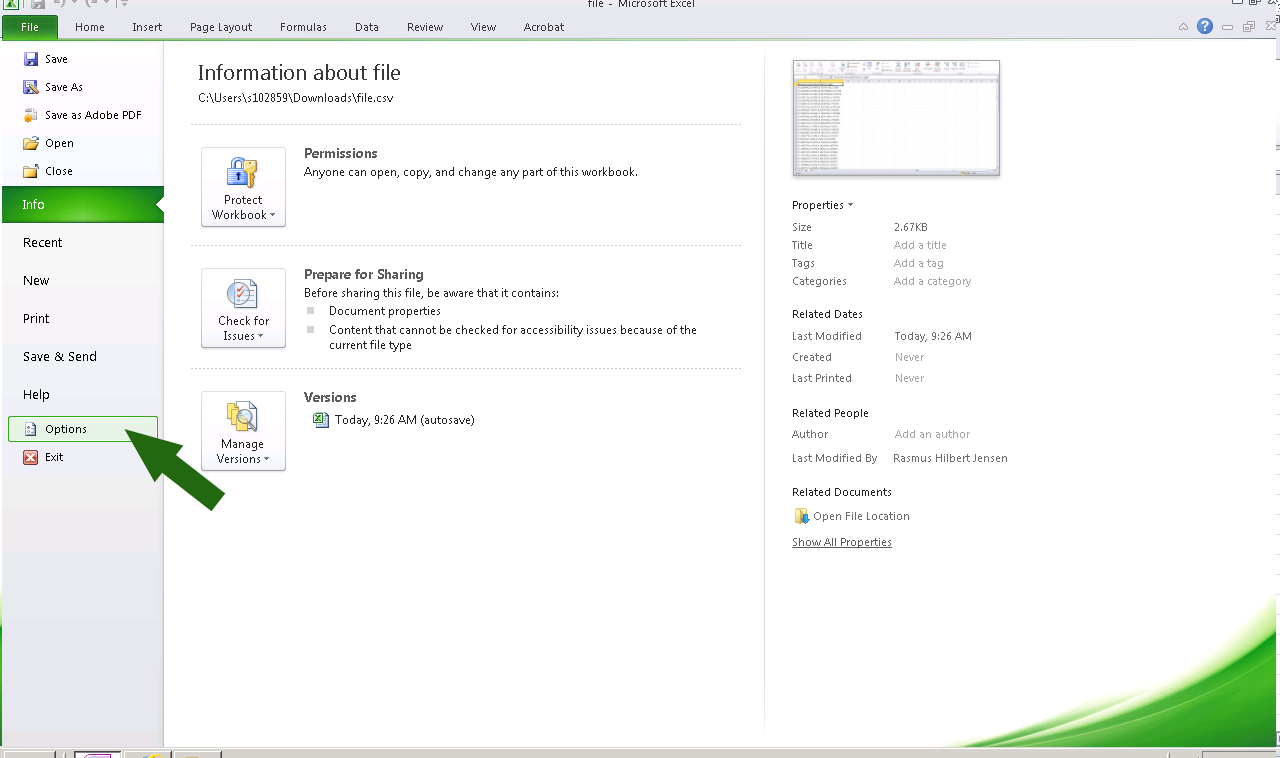 file - Microsoft Excel
File Home Insert Page Layout Formulas Data Review View Acrobat
Save
Save As
Save as Adobe PDF
Open
Close
Info
Recent
New
Print
Save & Send
Help
Options
Exit
Information about file
Permissions
Anyone can open, copy, and change any part of this workbook.
Protect
Workbook
Prepare for Sharing
Before sharing this file, be aware that it contains:
Document properties
Content that cannot be checked for accessibility issues because of the
current file type
Check for
Issues
Versions
Today, 9:26 AM (autosave)
Manage
Versions
Properties
Size 2.67KB
Title Add a title
Tags Add a tag
Categories Add a category
Related Dates
Last Modified Today, 9:26 AM
Created Never
Last Printed Never
Related People
Author Add an author
Last Modified By Rasmus Hilbert Jensen
Related Documents
Open File Location
Show All Properties